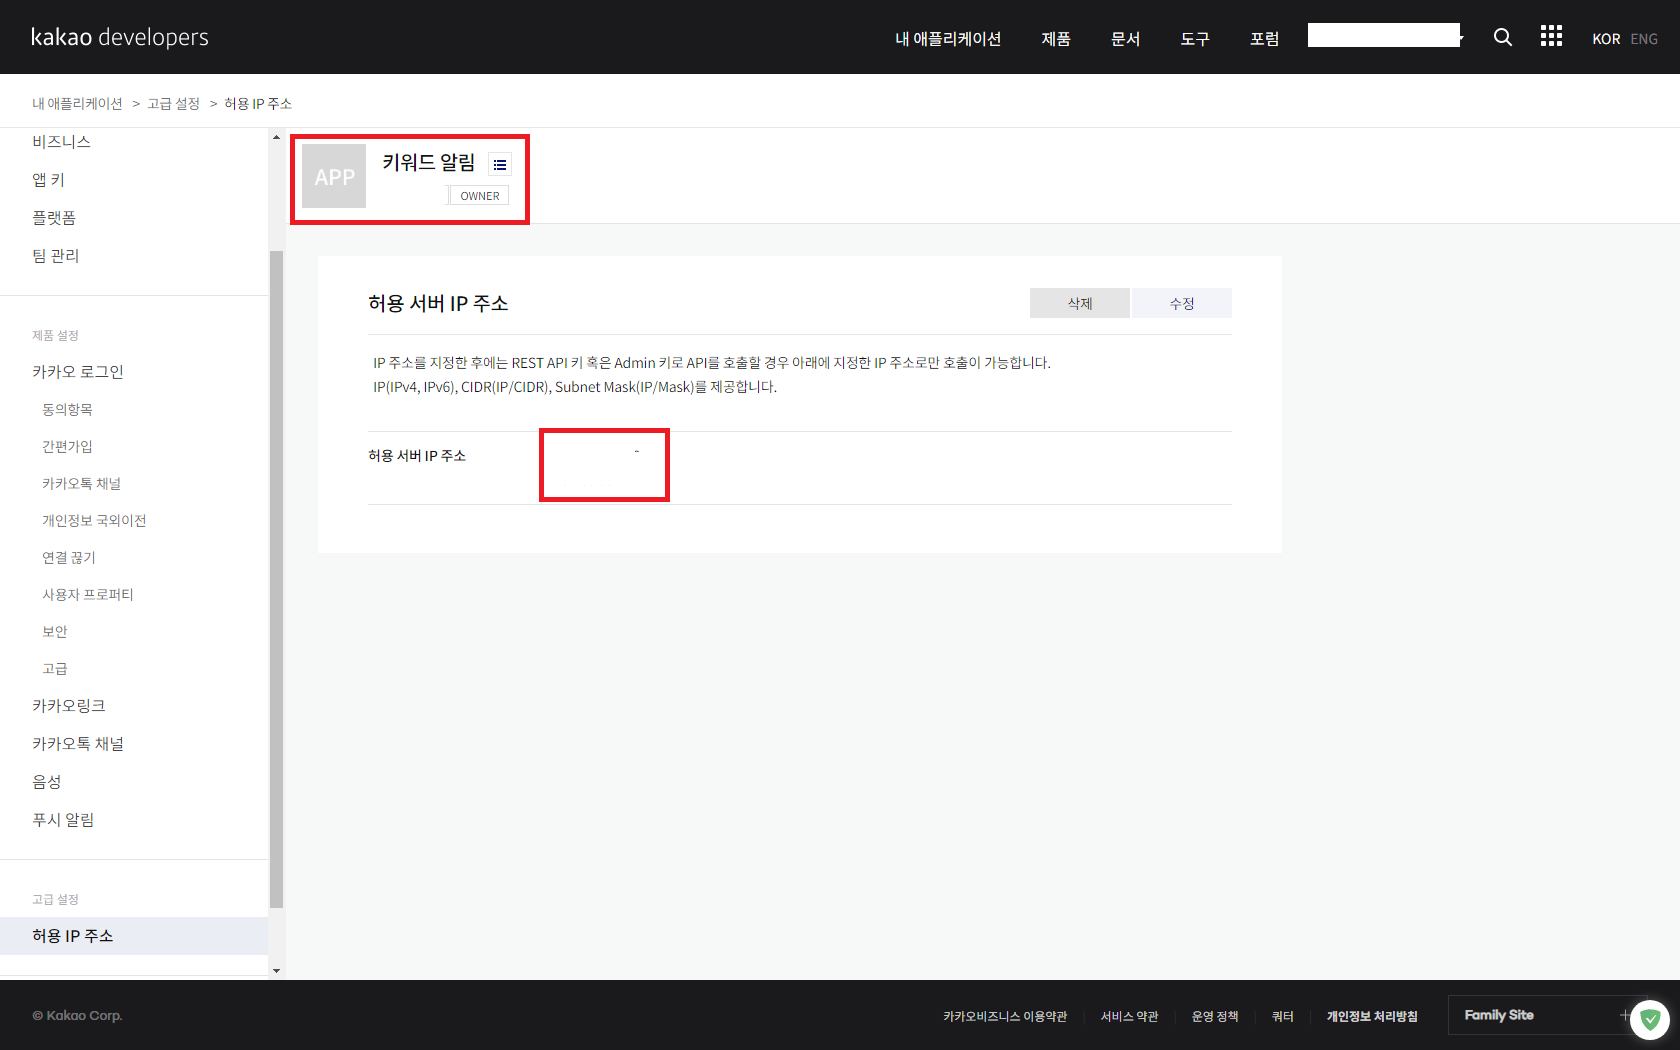 kakao developers
내 애플리케이션 제품 문서 도구 포럼 KOR ENG
내 애플리케이션 > 고급 설정 > 허용 IP 주소
비즈니스
앱 키
플랫폼
팀 관리
제품 설정
카카오 로그인
동의항목
간편가입
카카오톡 채널
개인정보 국외이전
연결 끊기
사용자 프로퍼티
보안
고급
카카오링크
카카오톡 채널
음성
푸시 알림
고급 설정
허용 IP 주소
APP
키워드 알림
OWNER
허용 서버 IP 주소
삭제 수정
IP 주소를 지정한 후에는 REST API 키 혹은 Admin 키로 API를 호출할 경우 아래에 지정한 IP 주소로만 호출이 가능합니다.
IP(IPv4, IPv6), CIDR(IP/CIDR), Subnet Mask(IP/Mask)를 제공합니다.
허용 서버 IP 주소
© Kakao Corp.
카카오비즈니스 이용약관 서비스 약관 운영 정책 쿼터 개인정보 처리방침 Family Site